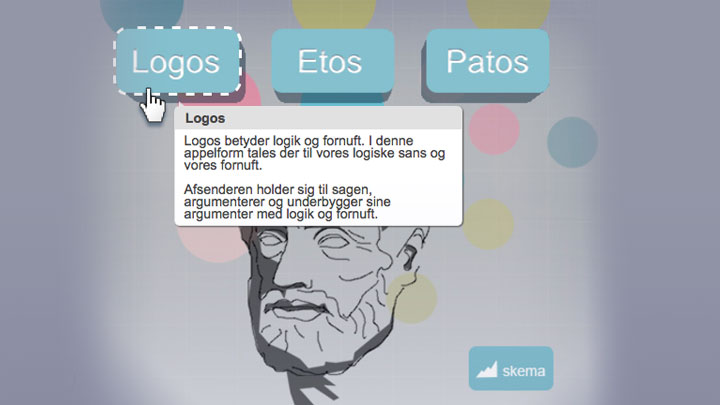 Logos
Etos
Patos
Logos
Logos betyder logik og fornuft. I denne
appelform tales der til vores logiske sans og
vores fornuft.
Afsenderen holder sig til sagen,
argumenterer og underbygger sine
argumenter med logik og fornuft.
skema